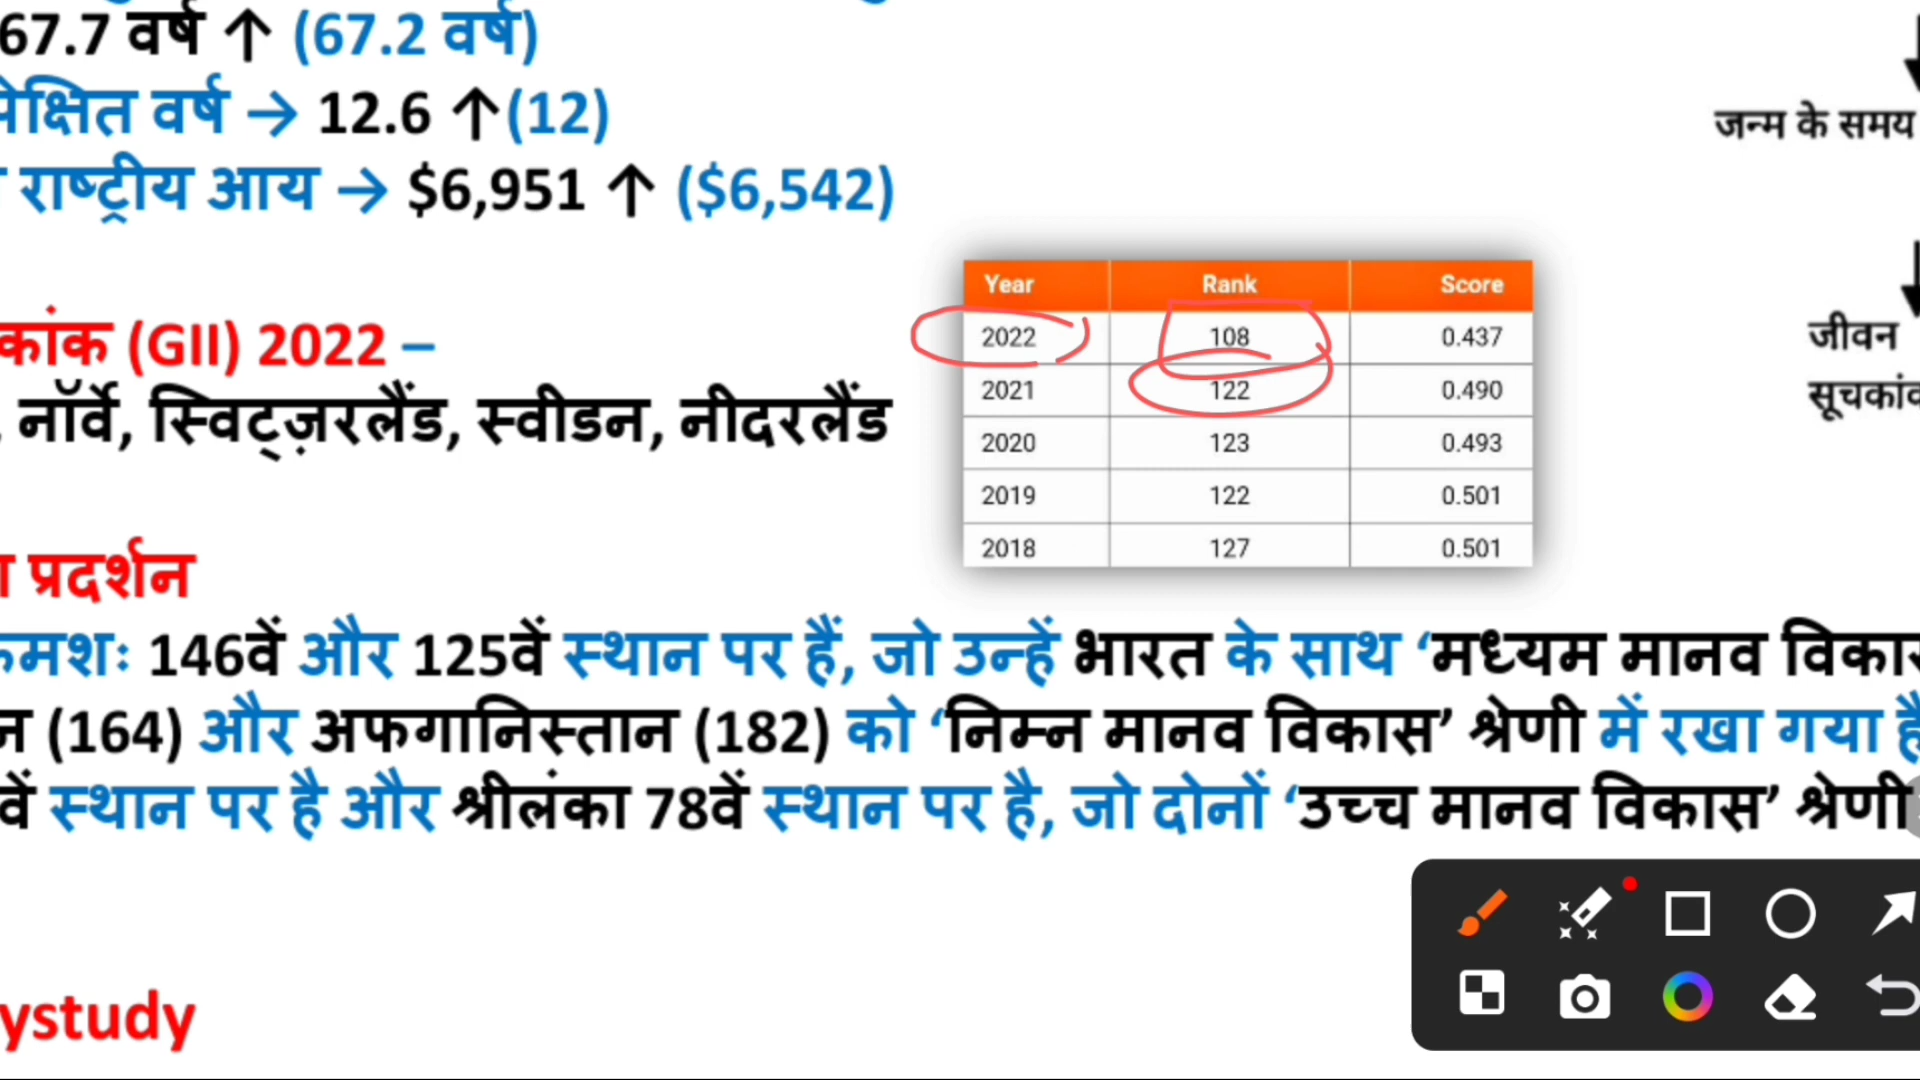 67.7 वर्ष ↑ (67.2 वर्ष)
वर्ष → 12.6 ↑(12)
राष्ट्रीय आय → $6,951 ↑ ($6,542)
जन्म के समय
Year Rank Score
2022 108 0.437
2021 122 0.490
2020 123 0.493
2019 122 0.501
2018 127 0.501
जीवन
(GII) 2022 –
, नॉर्वे, स्विट्ज़रलैंड, स्वीडन, नीदरलैंड
प्रदर्शन
146वें और 125वें स्थान पर हैं, जो उन्हें भारत के साथ ‘मध्यम मानव
(164) और अफगानिस्तान (182) को ‘निम्न मानव विकास’ श्रेणी में रखा गया
वें स्थान पर है और श्रीलंका 78वें स्थान पर है, जो दोनों ‘उच्च मानव विकास’ श्रेणी
ystudy